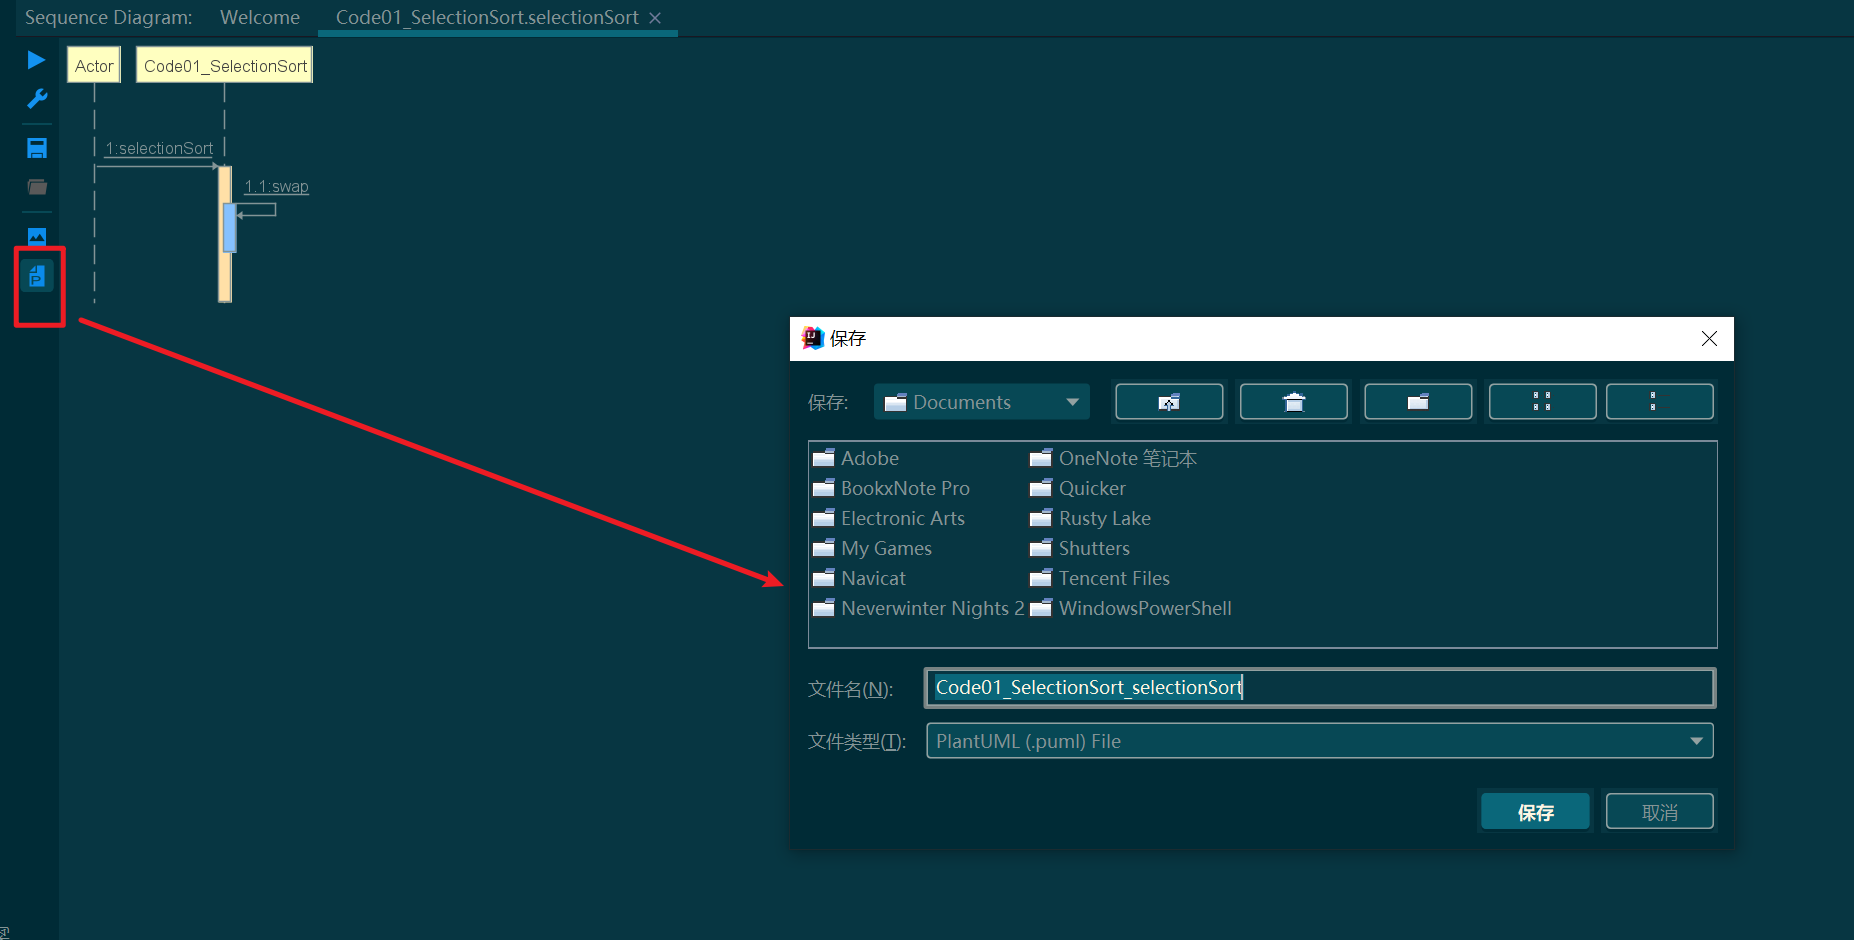 Sequence Diagram: Welcome Code01_SelectionSort.selectionSort
Actor
Code01_SelectionSort
1:selectionSort
1.1:swap
P
保存
保存: Documents
Adobe
BookxNote Pro
Electronic Arts
My Games
Navicat
Neverwinter Nights 2
OneNote 笔记本
Quicker
Rusty Lake
Shutters
Tencent Files
WindowsPowerShell
文件名(N): Code01_SelectionSort_selectionSort
文件类型(T): PlantUML (.puml) File
保存 取消